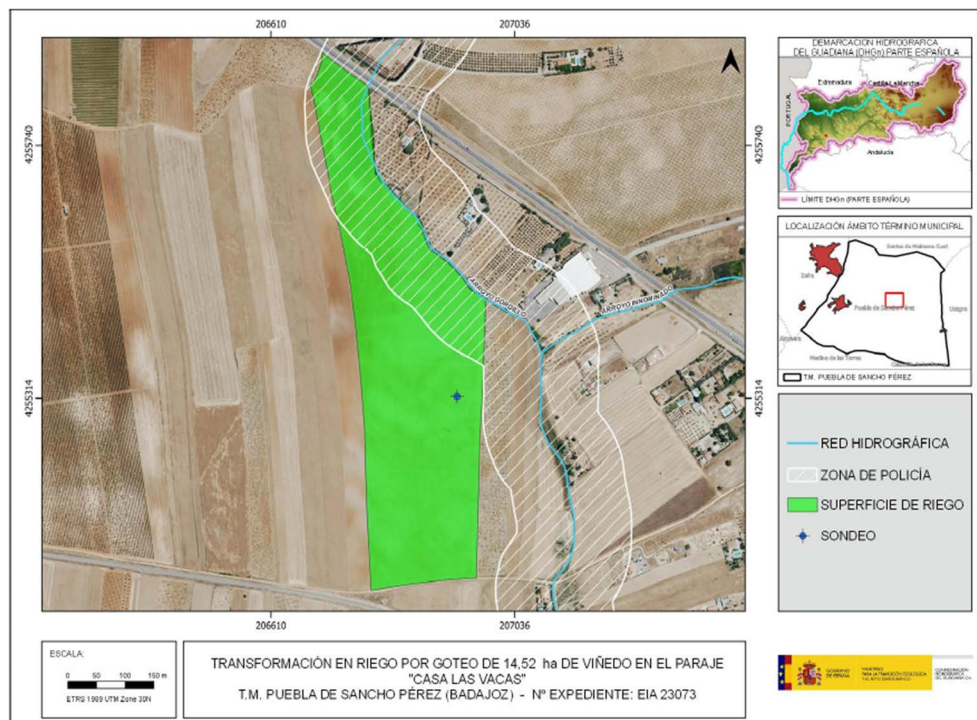 206610
207036
4255740
4255314
4255740
4255314
ARROYO GORDILLO
ARROYO INNOMINADO
DEMARCACIÓN HIDROGRÁFICA
DEL GUADIANA (DHGn) PARTE ESPAÑOLA
Extremadura
Castilla-La Mancha
PORTUGAL
Andalucía
LÍMITE DHGn (PARTE ESPAÑOLA)
LOCALIZACIÓN ÁMBITO TÉRMINO MUNICIPAL
Zafra
Puebla de Sancho Pérez
Usagre
Medina de las Torres
T.M. PUEBLA DE SANCHO PÉREZ
RED HIDROGRÁFICA
ZONA DE POLICÍA
SUPERFICIE DE RIEGO
SONDEO
ESCALA:
0 50 100 150 m
ETRS 1989 UTM Zone 30N
TRANSFORMACIÓN EN RIEGO POR GOTEO DE 14,52 ha DE VIÑEDO EN EL PARAJE
"CASA LAS VACAS"
T.M. PUEBLA DE SANCHO PÉREZ (BADAJOZ) - Nº EXPEDIENTE: EIA 23073
GOBIERNO
DE ESPAÑA
MINISTERIO
PARA LA TRANSICIÓN ECOLÓGICA
Y EL RETO DEMOGRÁFICO
CONFEDERACIÓN
HIDROGRÁFICA
DEL GUADIANA